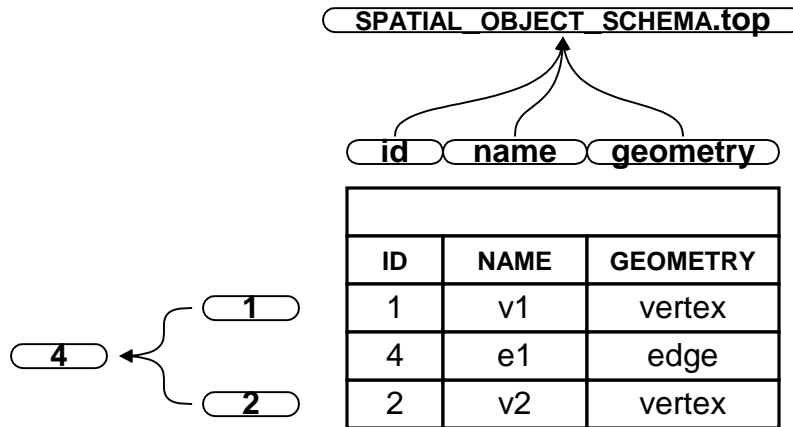 SPATIAL_OBJECT_SCHEMA.top
id name geometry
ID NAME GEOMETRY
1 1 v1 vertex
4 4 e1 edge
2 2 v2 vertex